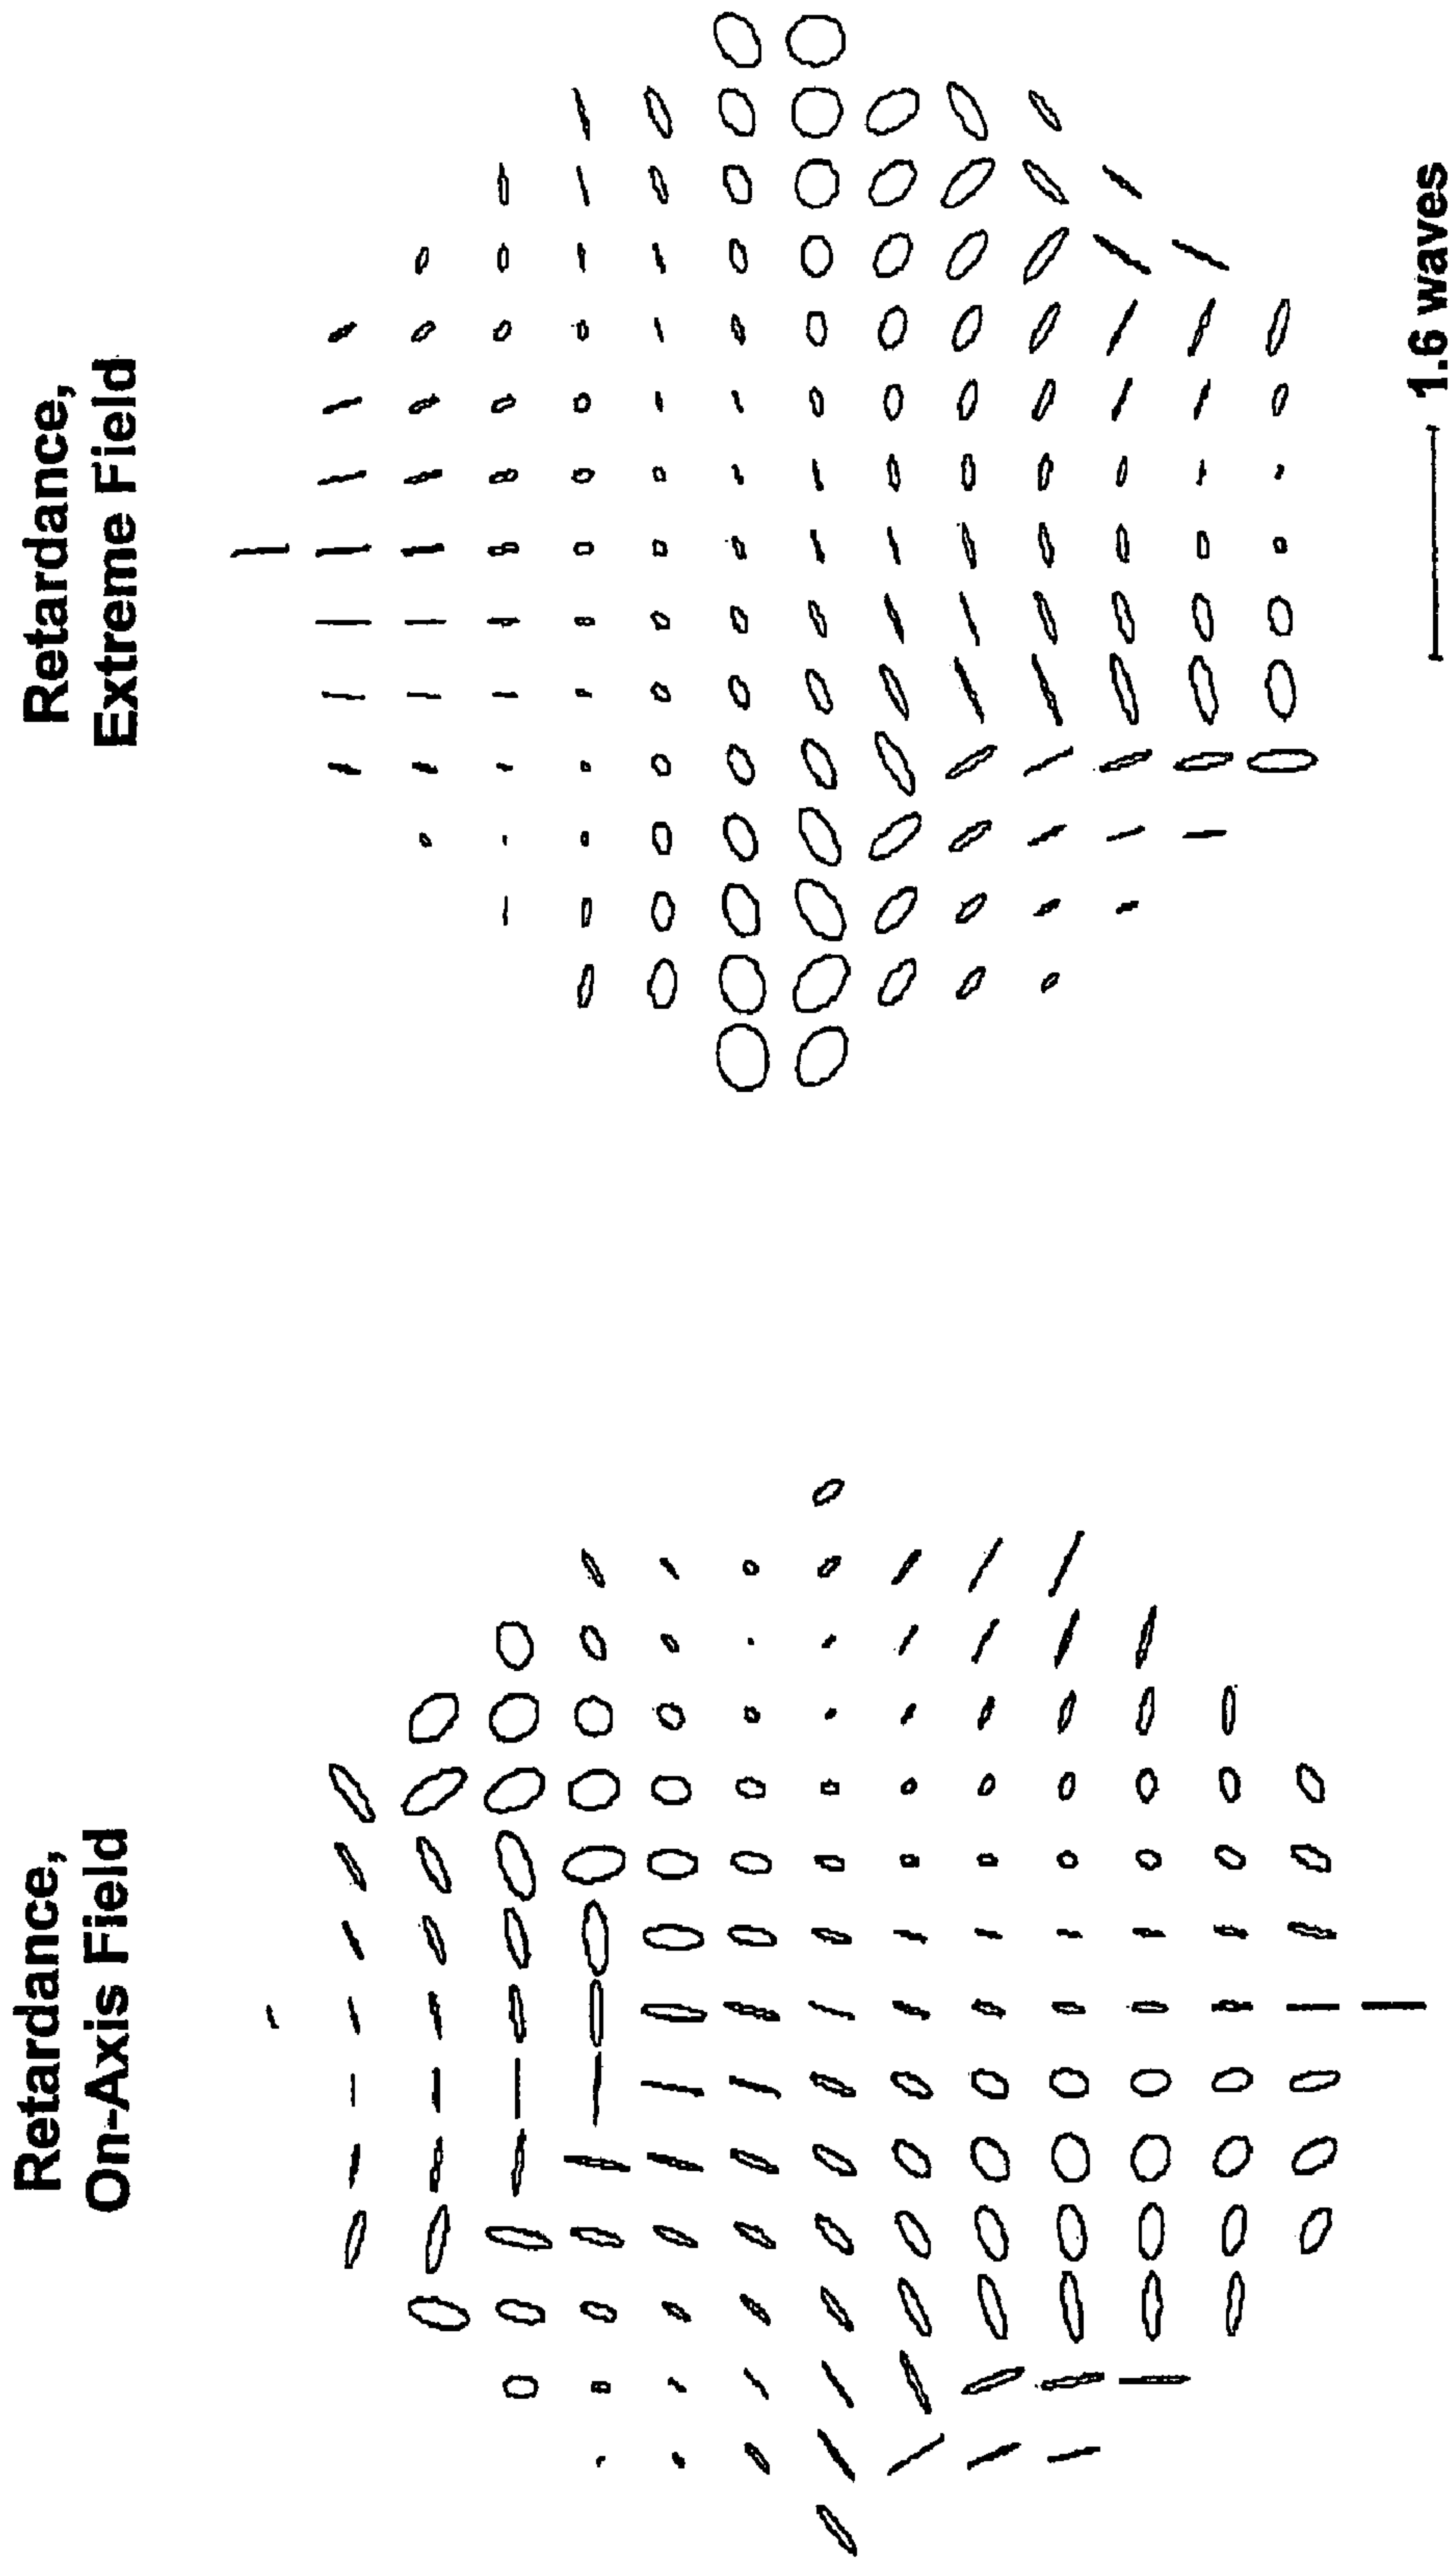 Retardance,
On-Axis Field
Retardance,
Extreme Field
1.6 waves